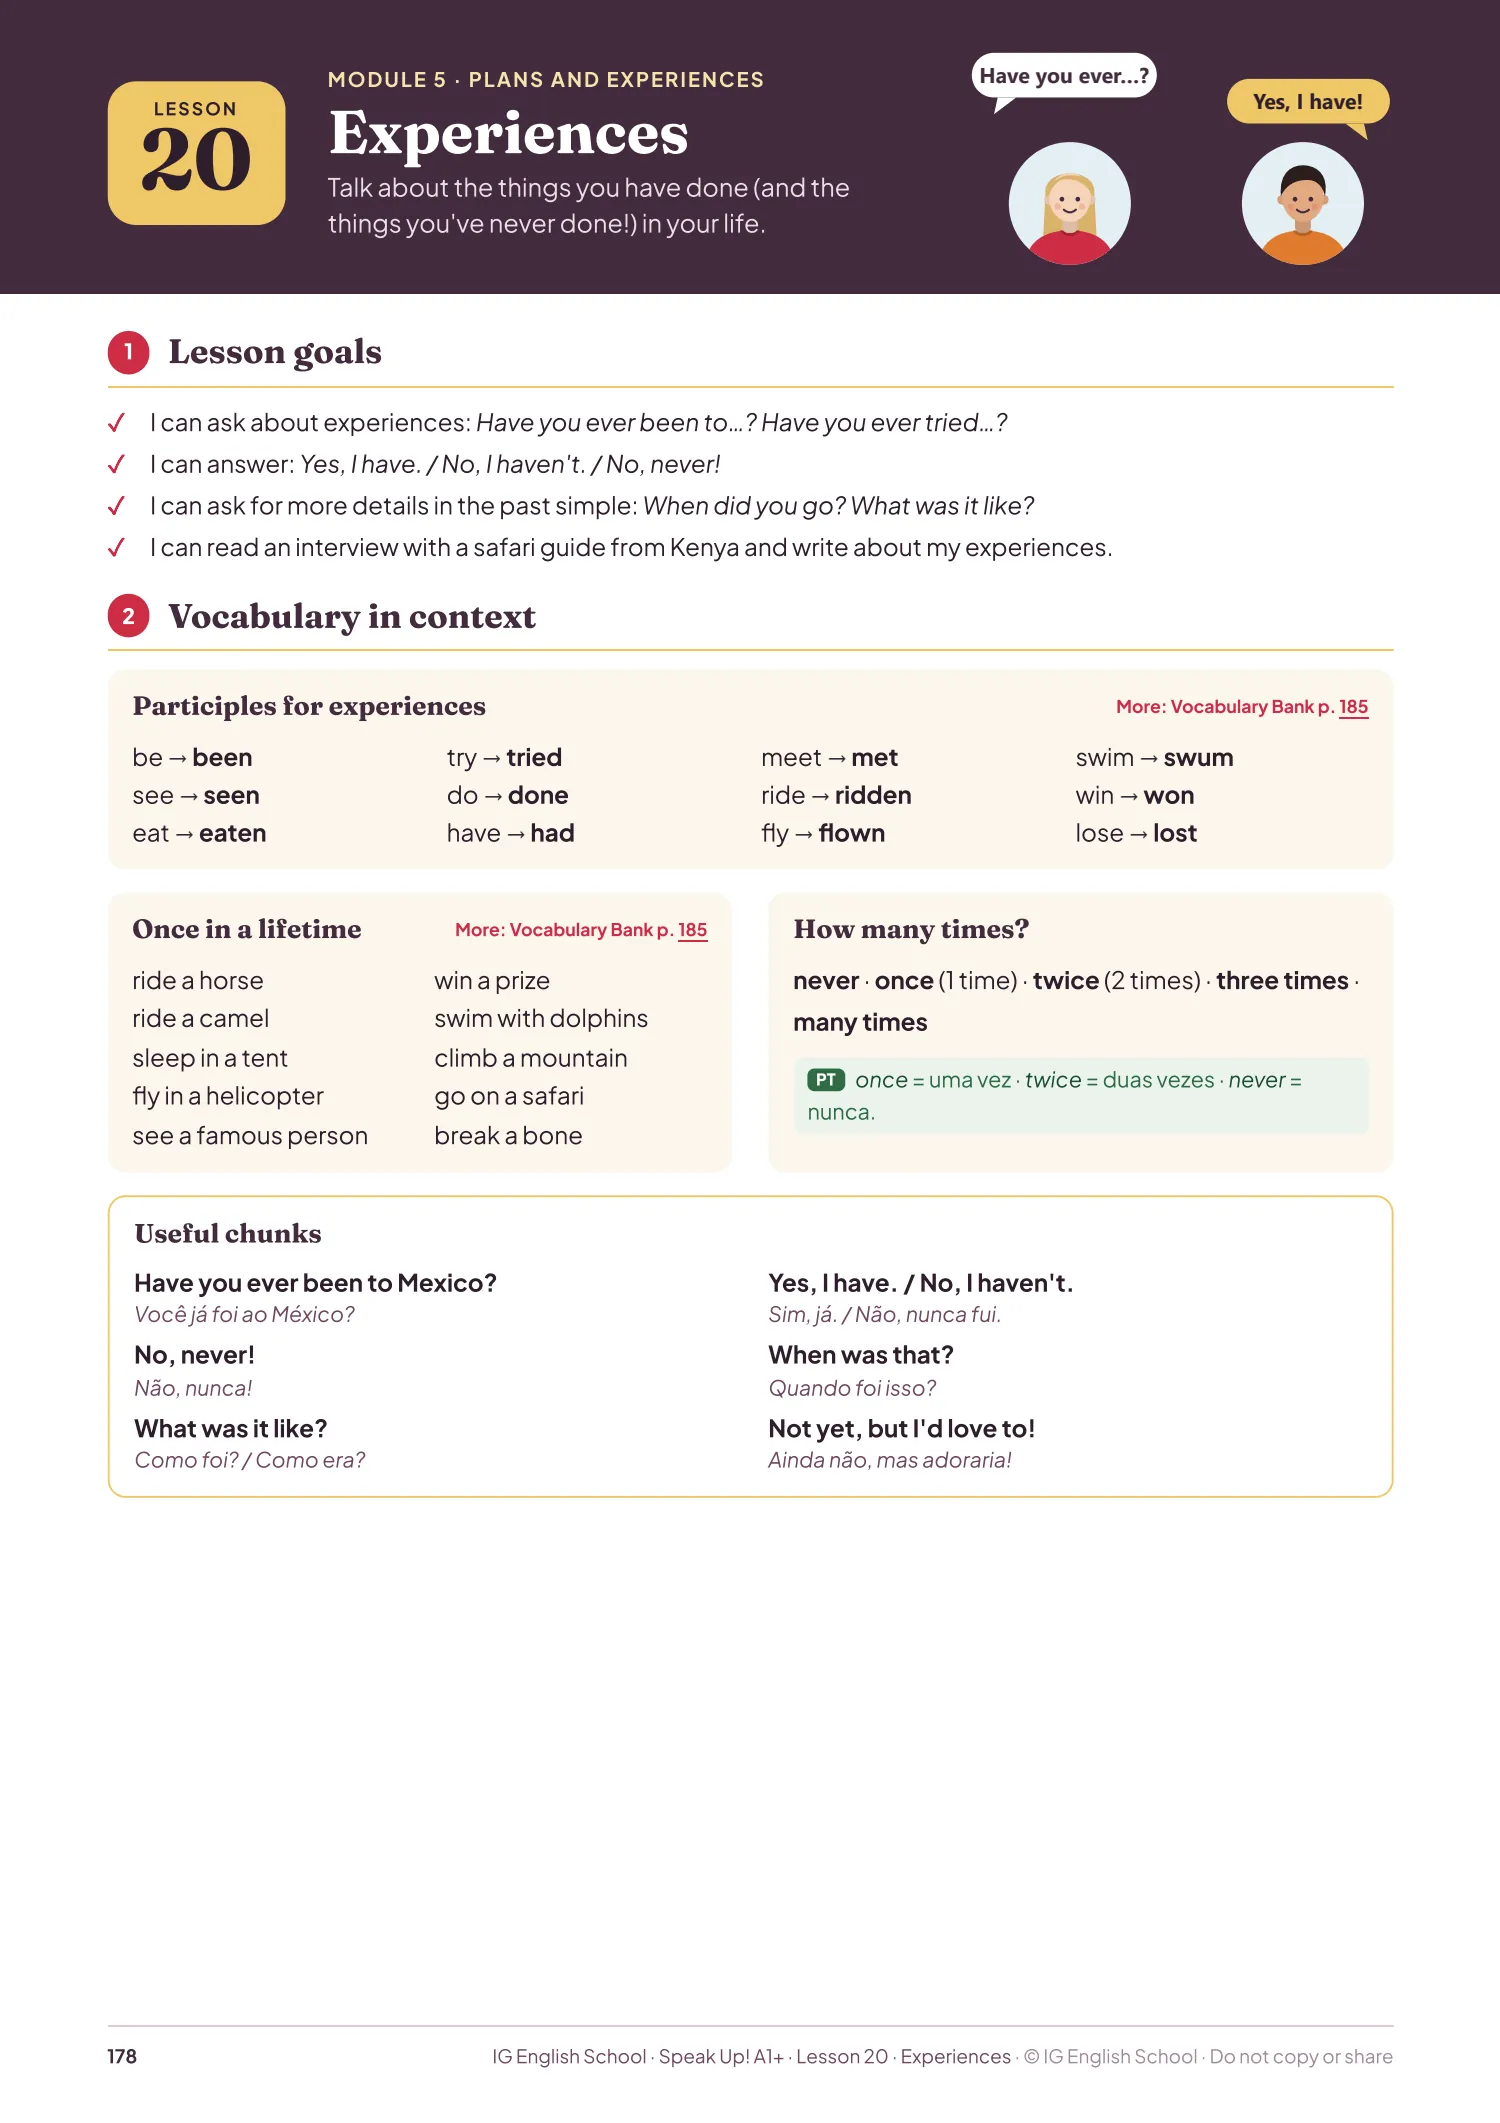 MODULE 5 · PLANS AND EXPERIENCES
LESSON
20
Experiences
Talk about the things you have done (and the
things you've never done!) in your life.
Have you ever...?
Yes, I have!
1 Lesson goals
✓ I can ask about experiences: Have you ever been to...? Have you ever tried...?
✓ I can answer: Yes, I have. / No, I haven't. / No, never!
✓ I can ask for more details in the past simple: When did you go? What was it like?
✓ I can read an interview with a safari guide from Kenya and write about my experiences.
2 Vocabulary in context
Participles for experiences
More: Vocabulary Bank p. 185
be → been
try → tried
meet → met
swim → swum
see → seen
do → done
ride → ridden
win → won
eat → eaten
have → had
fly → flown
lose → lost
Once in a lifetime
More: Vocabulary Bank p. 185
ride a horse
win a prize
ride a camel
swim with dolphins
sleep in a tent
climb a mountain
fly in a helicopter
go on a safari
see a famous person
break a bone
How many times?
never · once (1 time) · twice (2 times) · three times ·
many times
PT once = uma vez · twice = duas vezes · never =
nunca.
Useful chunks
Have you ever been to Mexico?
Você já foi ao México?
Yes, I have. / No, I haven't.
Sim, já. / Não, nunca fui.
No, never!
Não, nunca!
When was that?
Quando foi isso?
What was it like?
Como foi? / Como era?
Not yet, but I'd love to!
Ainda não, mas adoraria!
178
IG English School · Speak Up! A1+ · Lesson 20 · Experiences · © IG English School · Do not copy or share